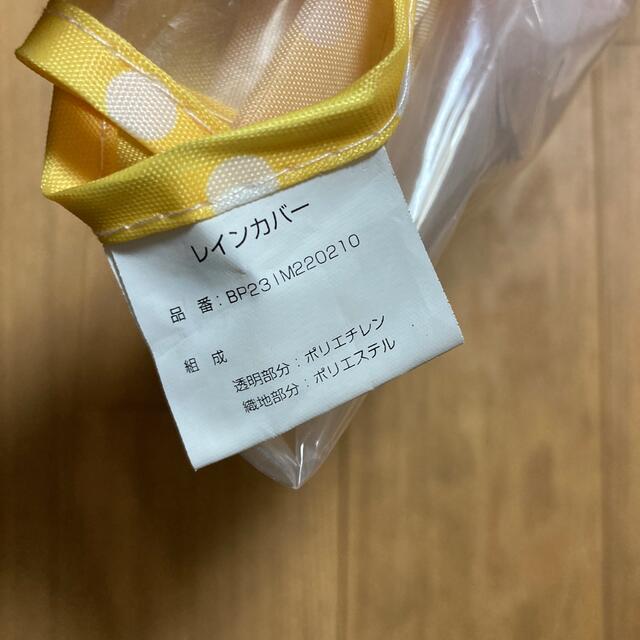 レインカバー
品 番：BP231M220210
組 成
透明部分：ポリエチレン
織地部分：ポリエステル